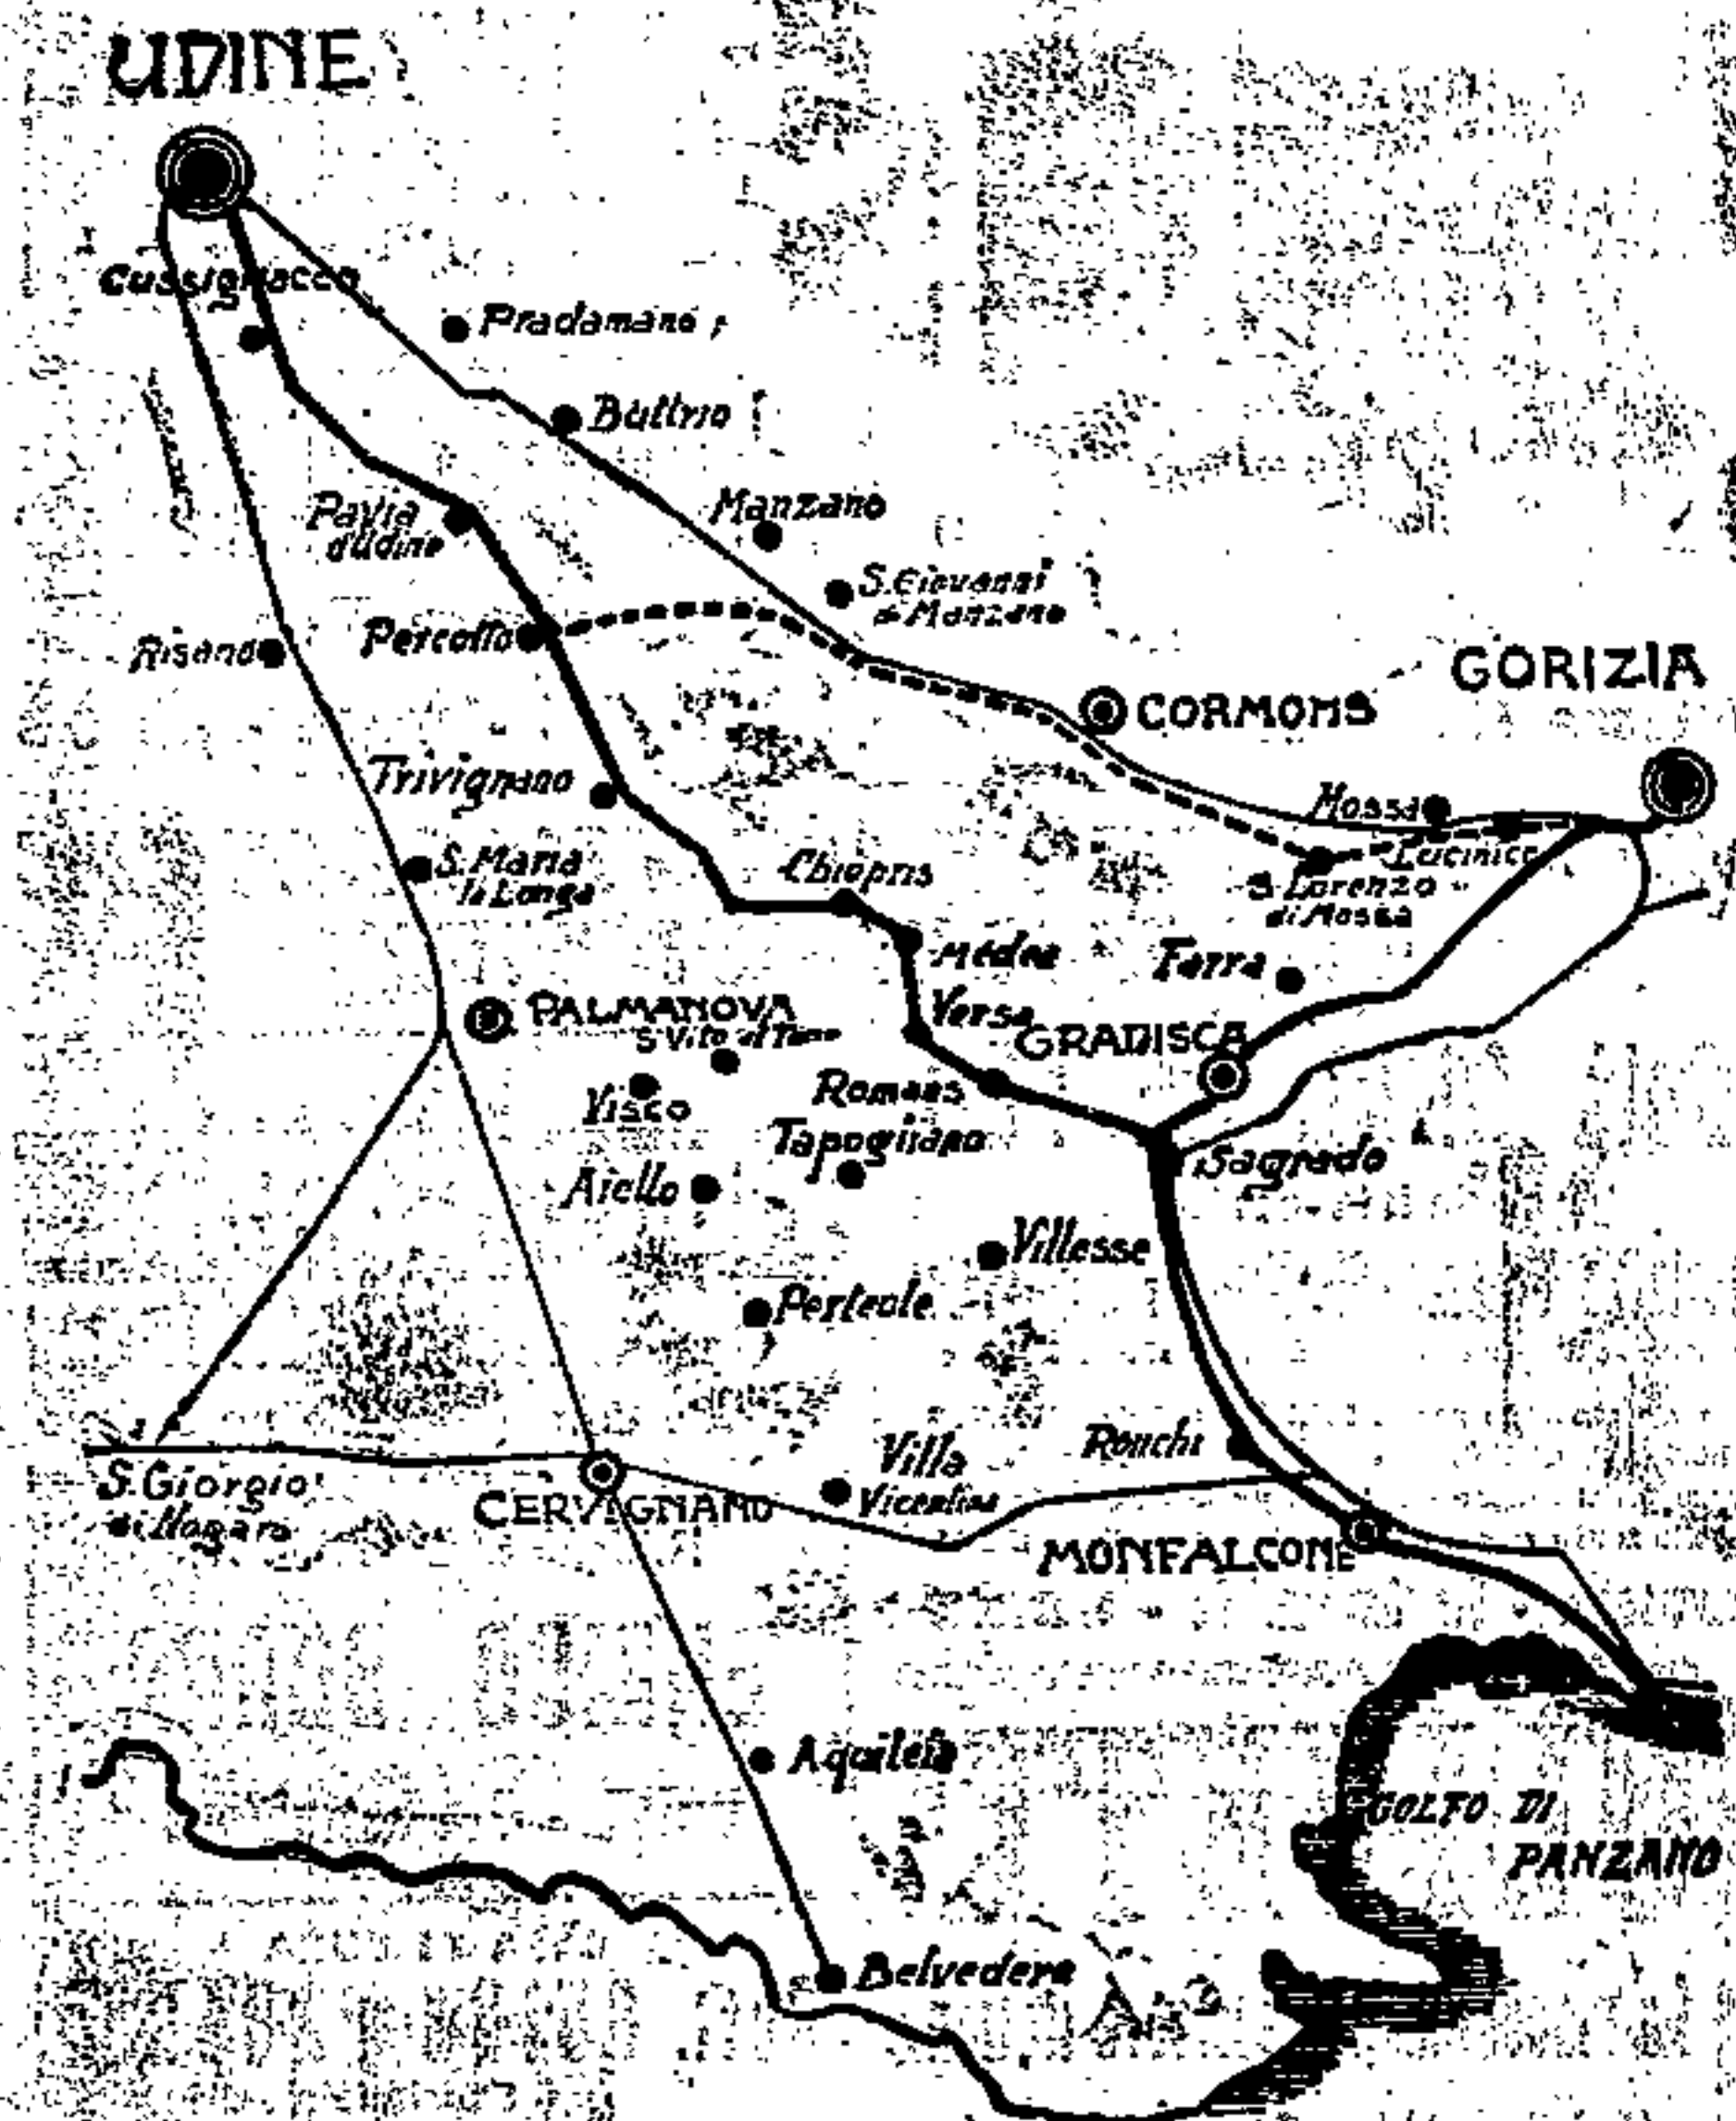 UDINE
Cussignacco
Pradamano
Buttrio
Pavia
d'Udine
Manzano
S. Giovanni
di Manzano
Risano
Percotto
CORMONS
GORIZIA
Trivignano
Mossa
S. Maria
la Longa
Chiopris
Lucinico
S. Lorenzo
di Mossa
Medea
Farra
PALMANOVA
Versa
S. Vito al Torre
GRADISCA
Visco
Romans
Tapogliano
Sagrado
Aiello
Villesse
Perteole
Ronchi
Villa
Vicentina
S. Giorgio
di Nogaro
CERVIGNANO
MONFALCONE
Aquileia
GOLFO DI
PANZANO
Belvedere